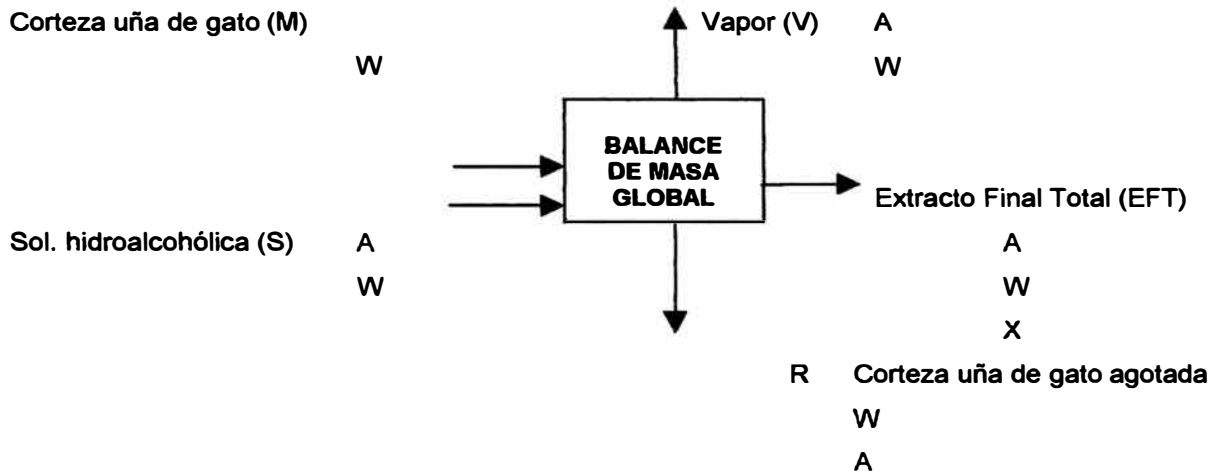 Corteza uña de gato (M)
W
Vapor (V) A
W
BALANCE
DE MASA
GLOBAL
Extracto Final Total (EFT)
A
W
X
Sol. hidroalcohólica (S) A
W
R Corteza uña de gato agotada
W
A